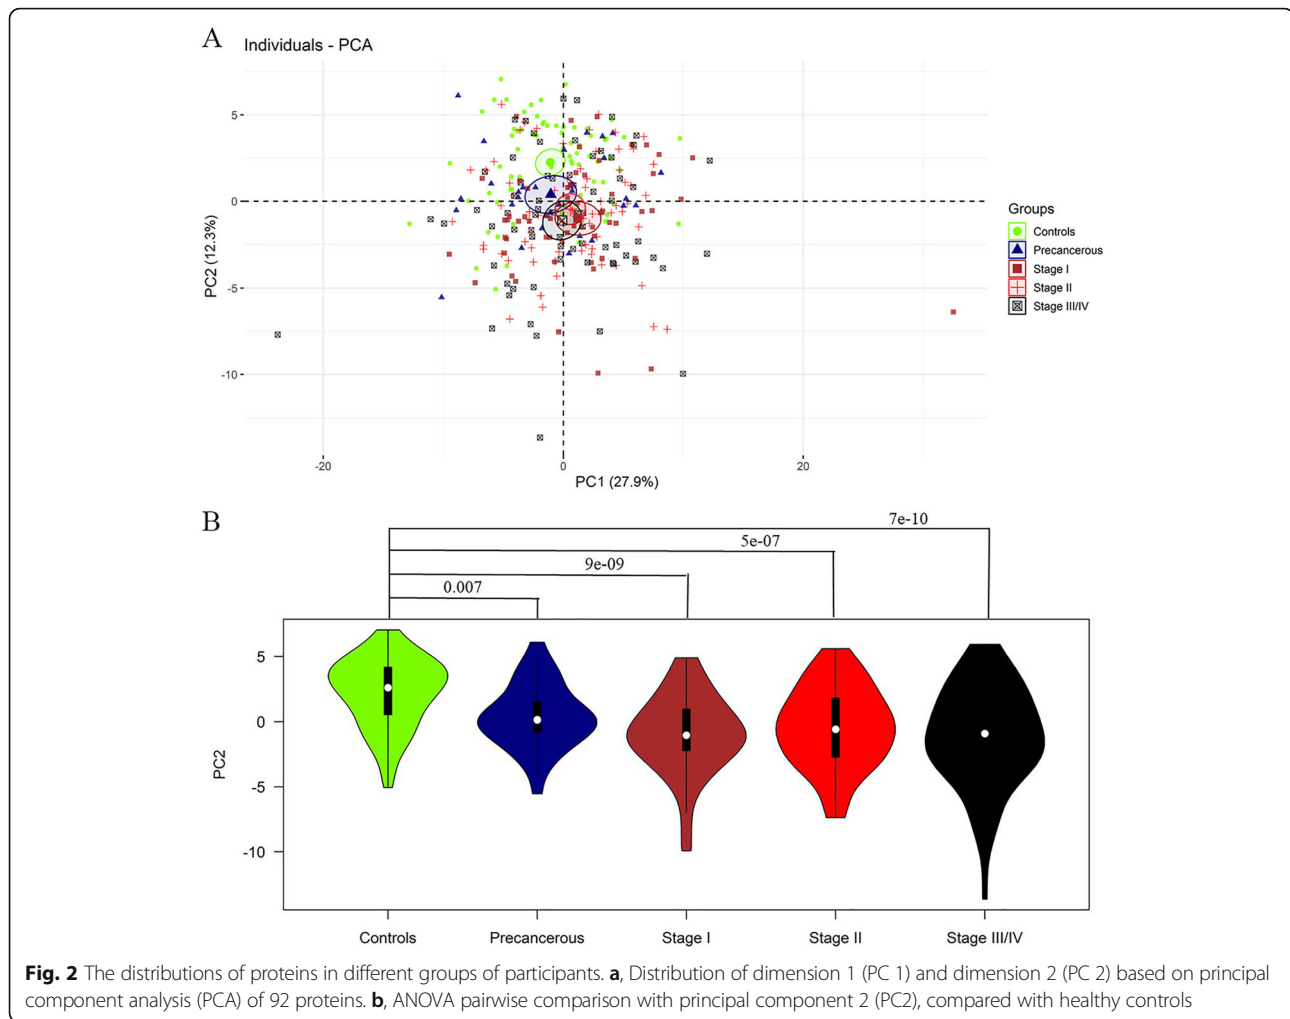 A
Individuals - PCA
5
0
-5
-10
PC2 (12.3%)
-20
0
20
PC1 (27.9%)
Groups
Controls
Precancerous
Stage I
Stage II
Stage III/IV
B
7e-10
5e-07
9e-09
0.007
5
0
-5
-10
PC2
Controls
Precancerous
Stage I
Stage II
Stage III/IV
Fig. 2 The distributions of proteins in different groups of participants. a, Distribution of dimension 1 (PC 1) and dimension 2 (PC 2) based on principal
component analysis (PCA) of 92 proteins. b, ANOVA pairwise comparison with principal component 2 (PC2), compared with healthy controls